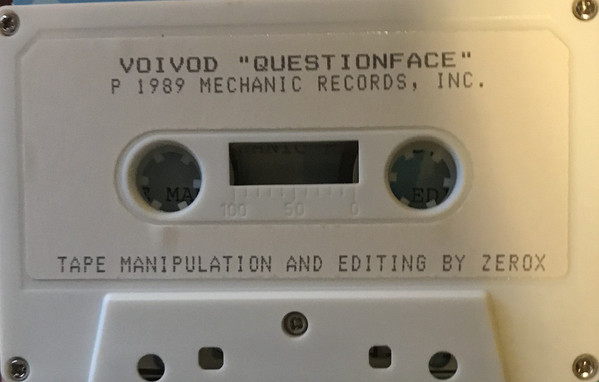 VOIVOD "QUESTIONFACE"
P 1989 MECHANIC RECORDS, INC.
100 50 0
TAPE MANIPULATION AND EDITING BY ZEROX